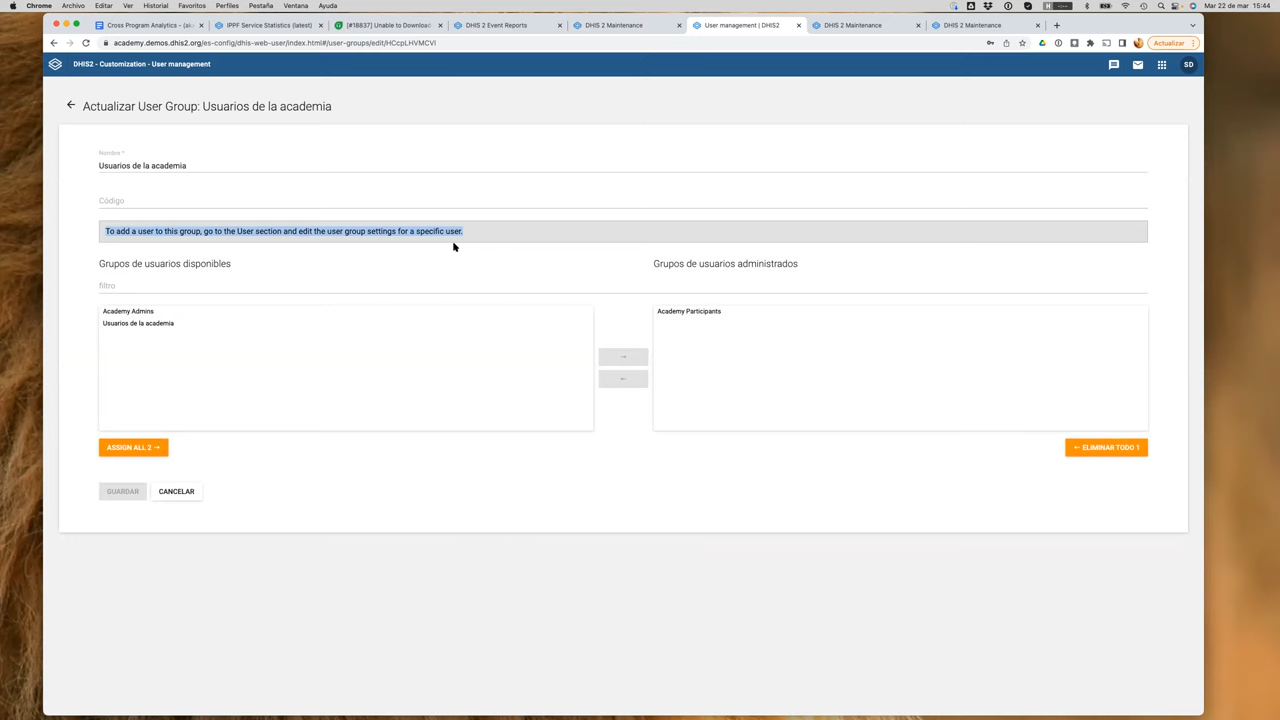 Chrome Archivo Editar Ver Historial Favoritos Perfiles Pestaña Ventana Ayuda
Mar 22 de mar 15:44
Cross Program Analytics - (aka
IPPF Service Statistics (latest)
[#18837] Unable to Download
DHIS 2 Event Reports
DHIS 2 Maintenance
User management | DHIS2
DHIS 2 Maintenance
DHIS 2 Maintenance
academy.demos.dhis2.org/es-config/dhis-web-user/index.html#/user-groups/edit/HCcpLHVMCVI
Actualizar
DHIS2 - Customization - User management
SD
Actualizar User Group: Usuarios de la academia
Nombre *
Usuarios de la academia
Código
To add a user to this group, go to the User section and edit the user group settings for a specific user.
Grupos de usuarios disponibles
Grupos de usuarios administrados
filtro
Academy Admins
Usuarios de la academia
Academy Participants
→
←
ASSIGN ALL 2 →
← ELIMINAR TODO 1
GUARDAR
CANCELAR